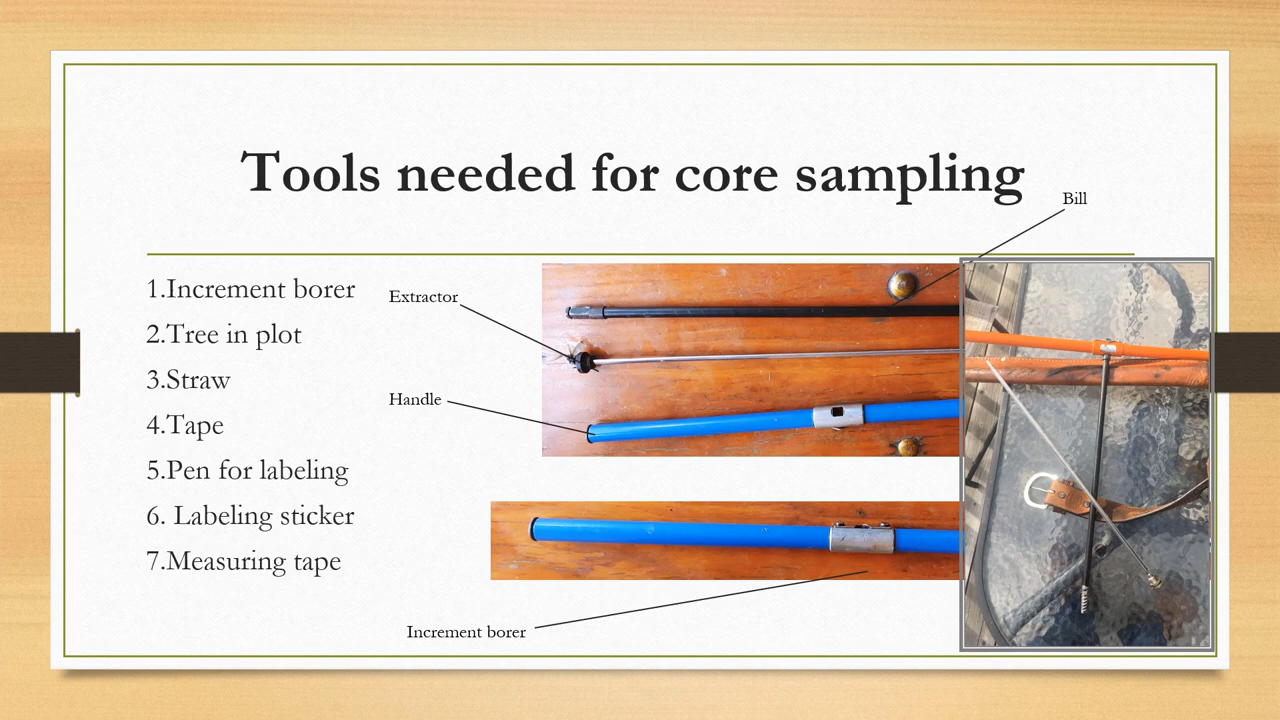 Tools needed for core sampling
Bill
1.Increment borer
Extractor
2.Tree in plot
3.Straw
Handle
4.Tape
5.Pen for labeling
6. Labeling sticker
7.Measuring tape
Increment borer